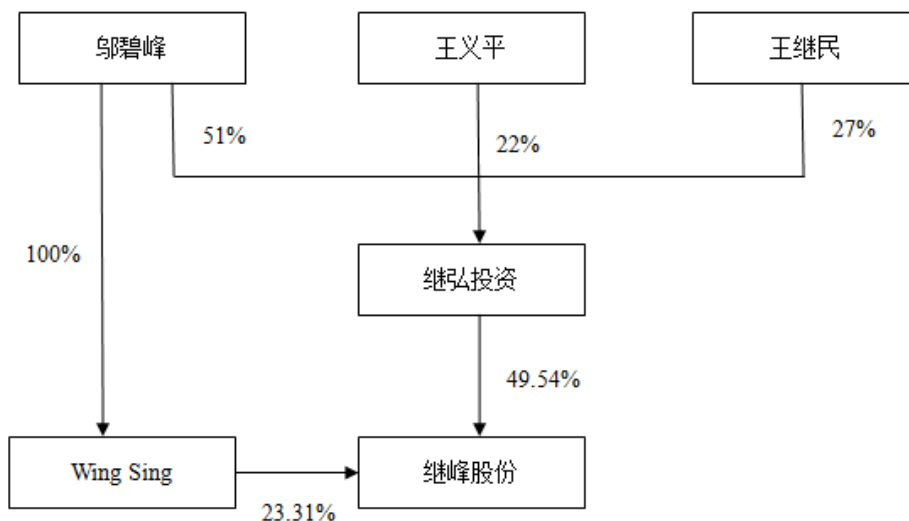 邬碧峰
王义平
王继民
51%
22%
27%
100%
继弘投资
49.54%
Wing Sing
继峰股份
23.31%